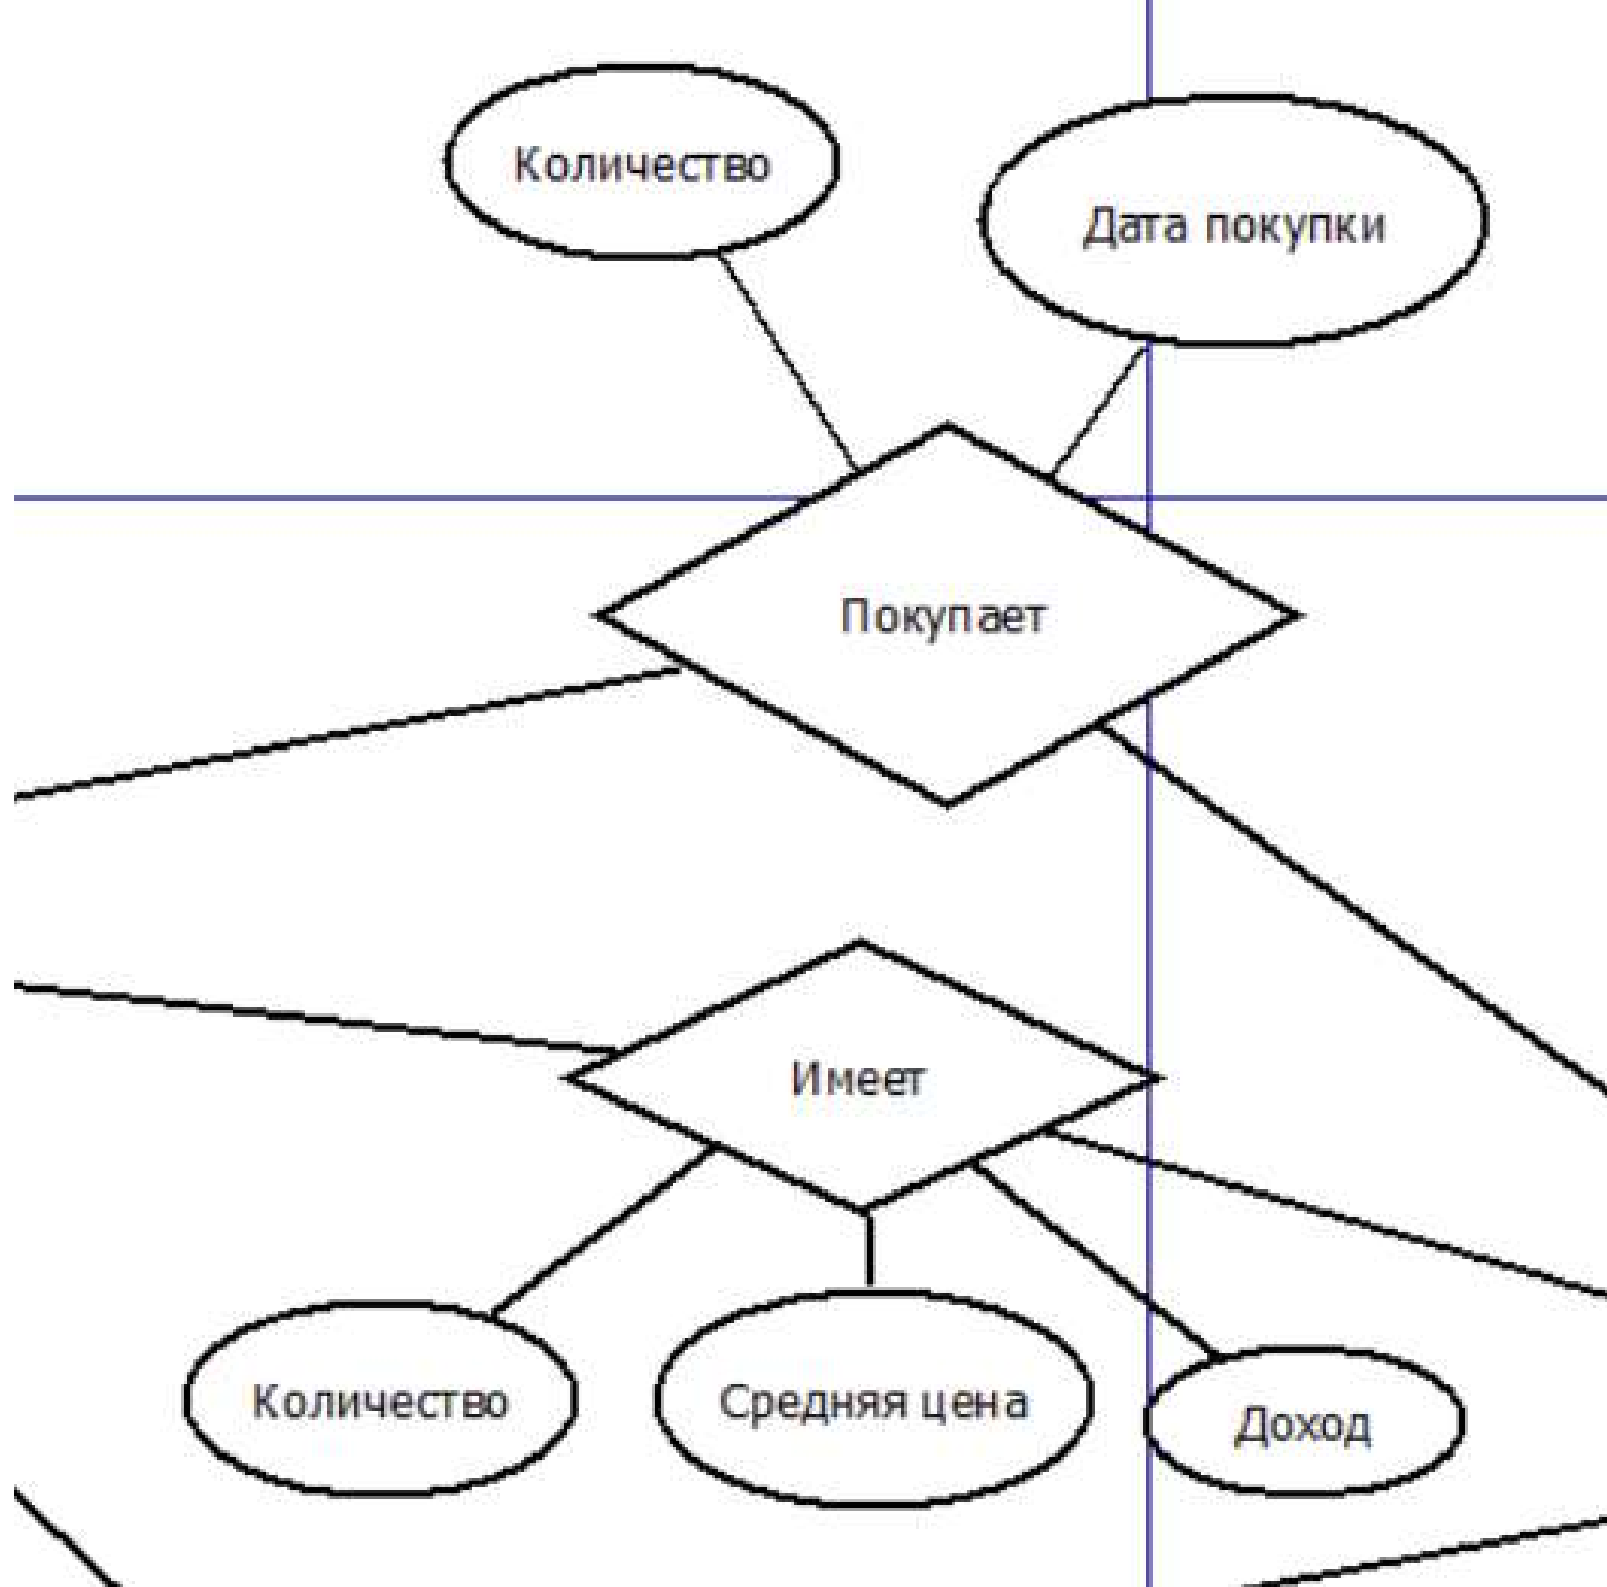 Количество
Дата покупки
Покупает
Имеет
Количество
Средняя цена
Доход